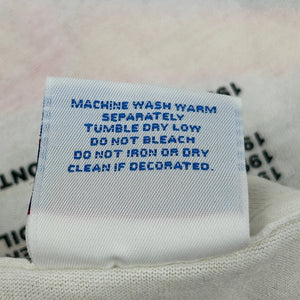 MACHINE WASH WARM
SEPARATELY
TUMBLE DRY LOW
DO NOT BLEACH
DO NOT IRON OR DRY
CLEAN IF DECORATED.